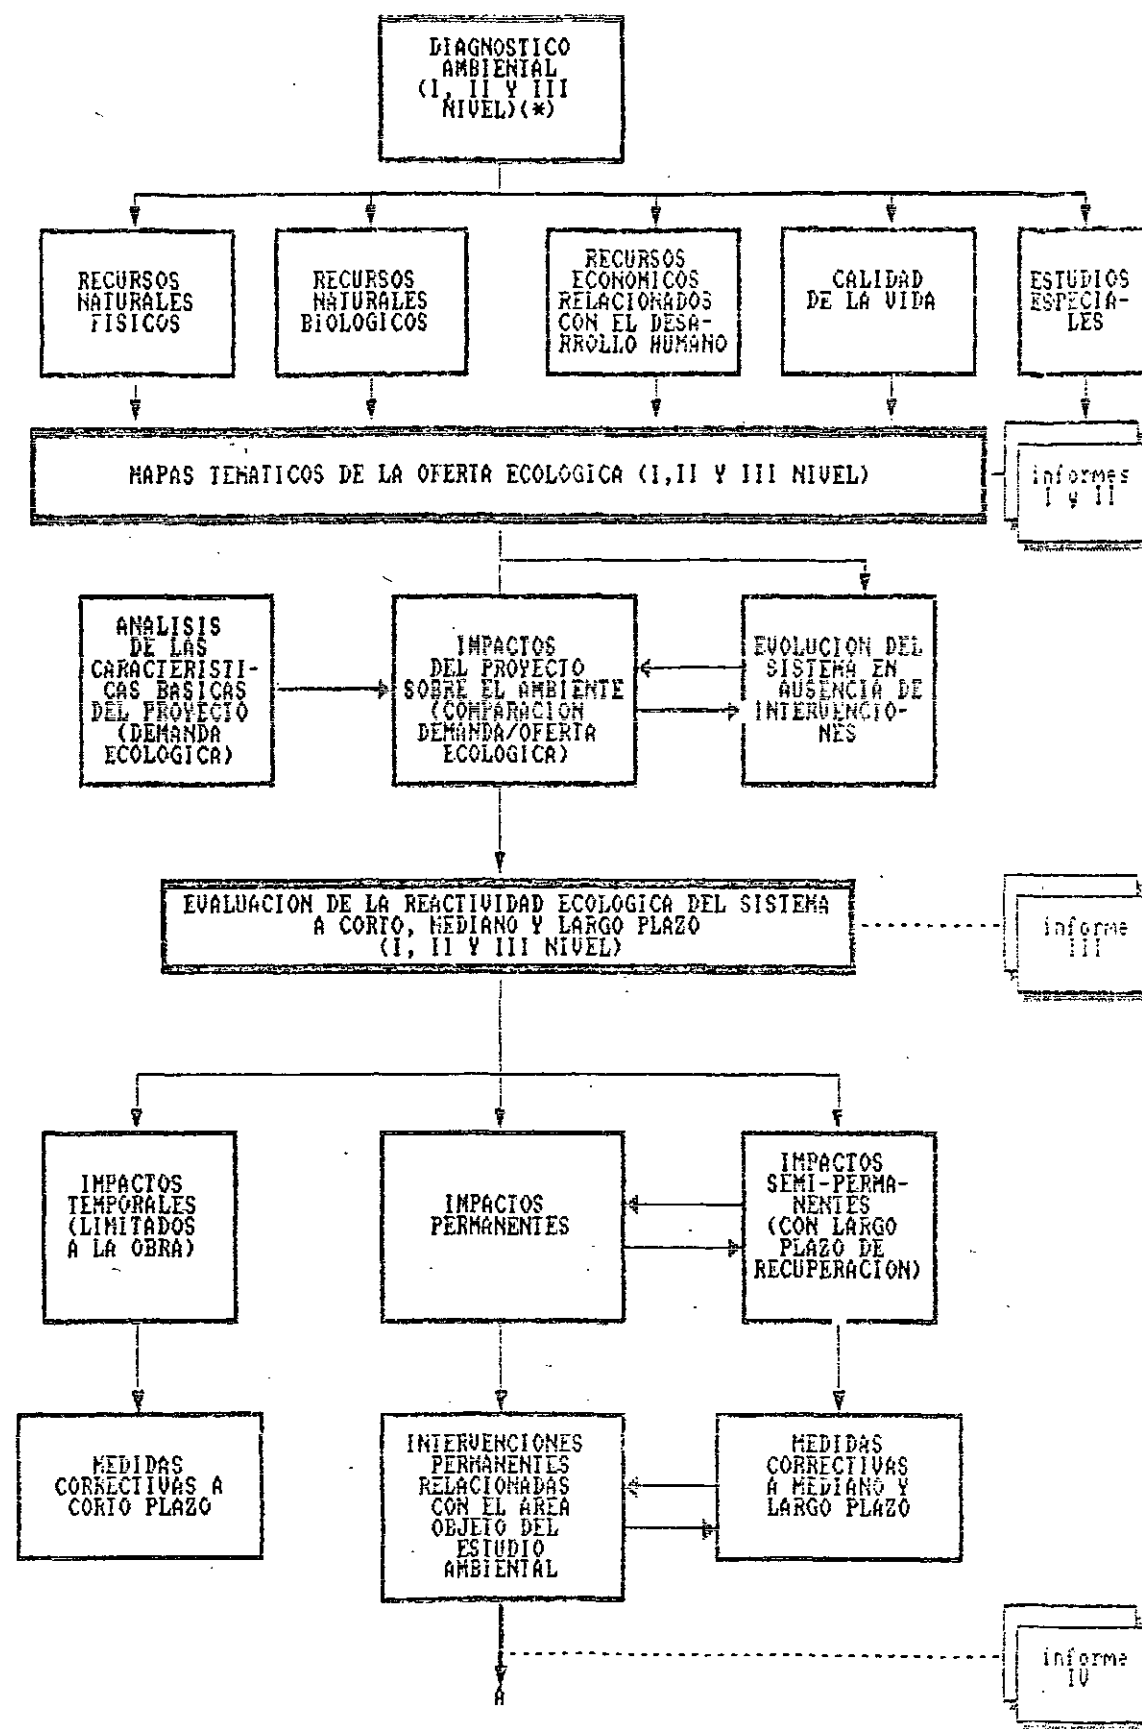 DIAGNOSTICO
AMBIENTAL
(I, II Y III
NIVEL)(*)
RECURSOS
NATURALES
FISICOS
RECURSOS
NATURALES
BIOLOGICOS
RECURSOS
ECONOMICOS
RELACIONADOS
CON EL DESA-
RROLLO HUMANO
CALIDAD
DE LA VIDA
ESTUDIOS
ESPECIA-
LES
MAPAS TEMATICOS DE LA OFERTA ECOLOGICA (I,II Y III NIVEL)
informes
I y II
ANALISIS
DE LAS
CARACTERISTI-
CAS BASICAS
DEL PROYECTO
(DEMANDA
ECOLOGICA)
IMPACTOS
DEL PROYECTO
SOBRE EL AMBIENTE
(COMPARACION
DEMANDA/OFERTA
ECOLOGICA)
EVOLUCION DEL
SISTEMA EN
AUSENCIA DE
INTERVENCIO-
NES
EVALUACION DE LA REACTIVIDAD ECOLOGICA DEL SISTEMA
A CORTO, MEDIANO Y LARGO PLAZO
(I, II Y III NIVEL)
informe
III
IMPACTOS
TEMPORALES
(LIMITADOS
A LA OBRA)
IMPACTOS
PERMANENTES
IMPACTOS
SEMI-PERMA-
NENTES
(CON LARGO
PLAZO DE
RECUPERACION)
MEDIDAS
CORRECTIVAS A
CORTO PLAZO
INTERVENCIONES
PERMANENTES
RELACIONADAS
CON EL AREA
OBJETO DEL
ESTUDIO
AMBIENTAL
MEDIDAS
CORRECTIVAS
A MEDIANO Y
LARGO PLAZO
informe
IV
A